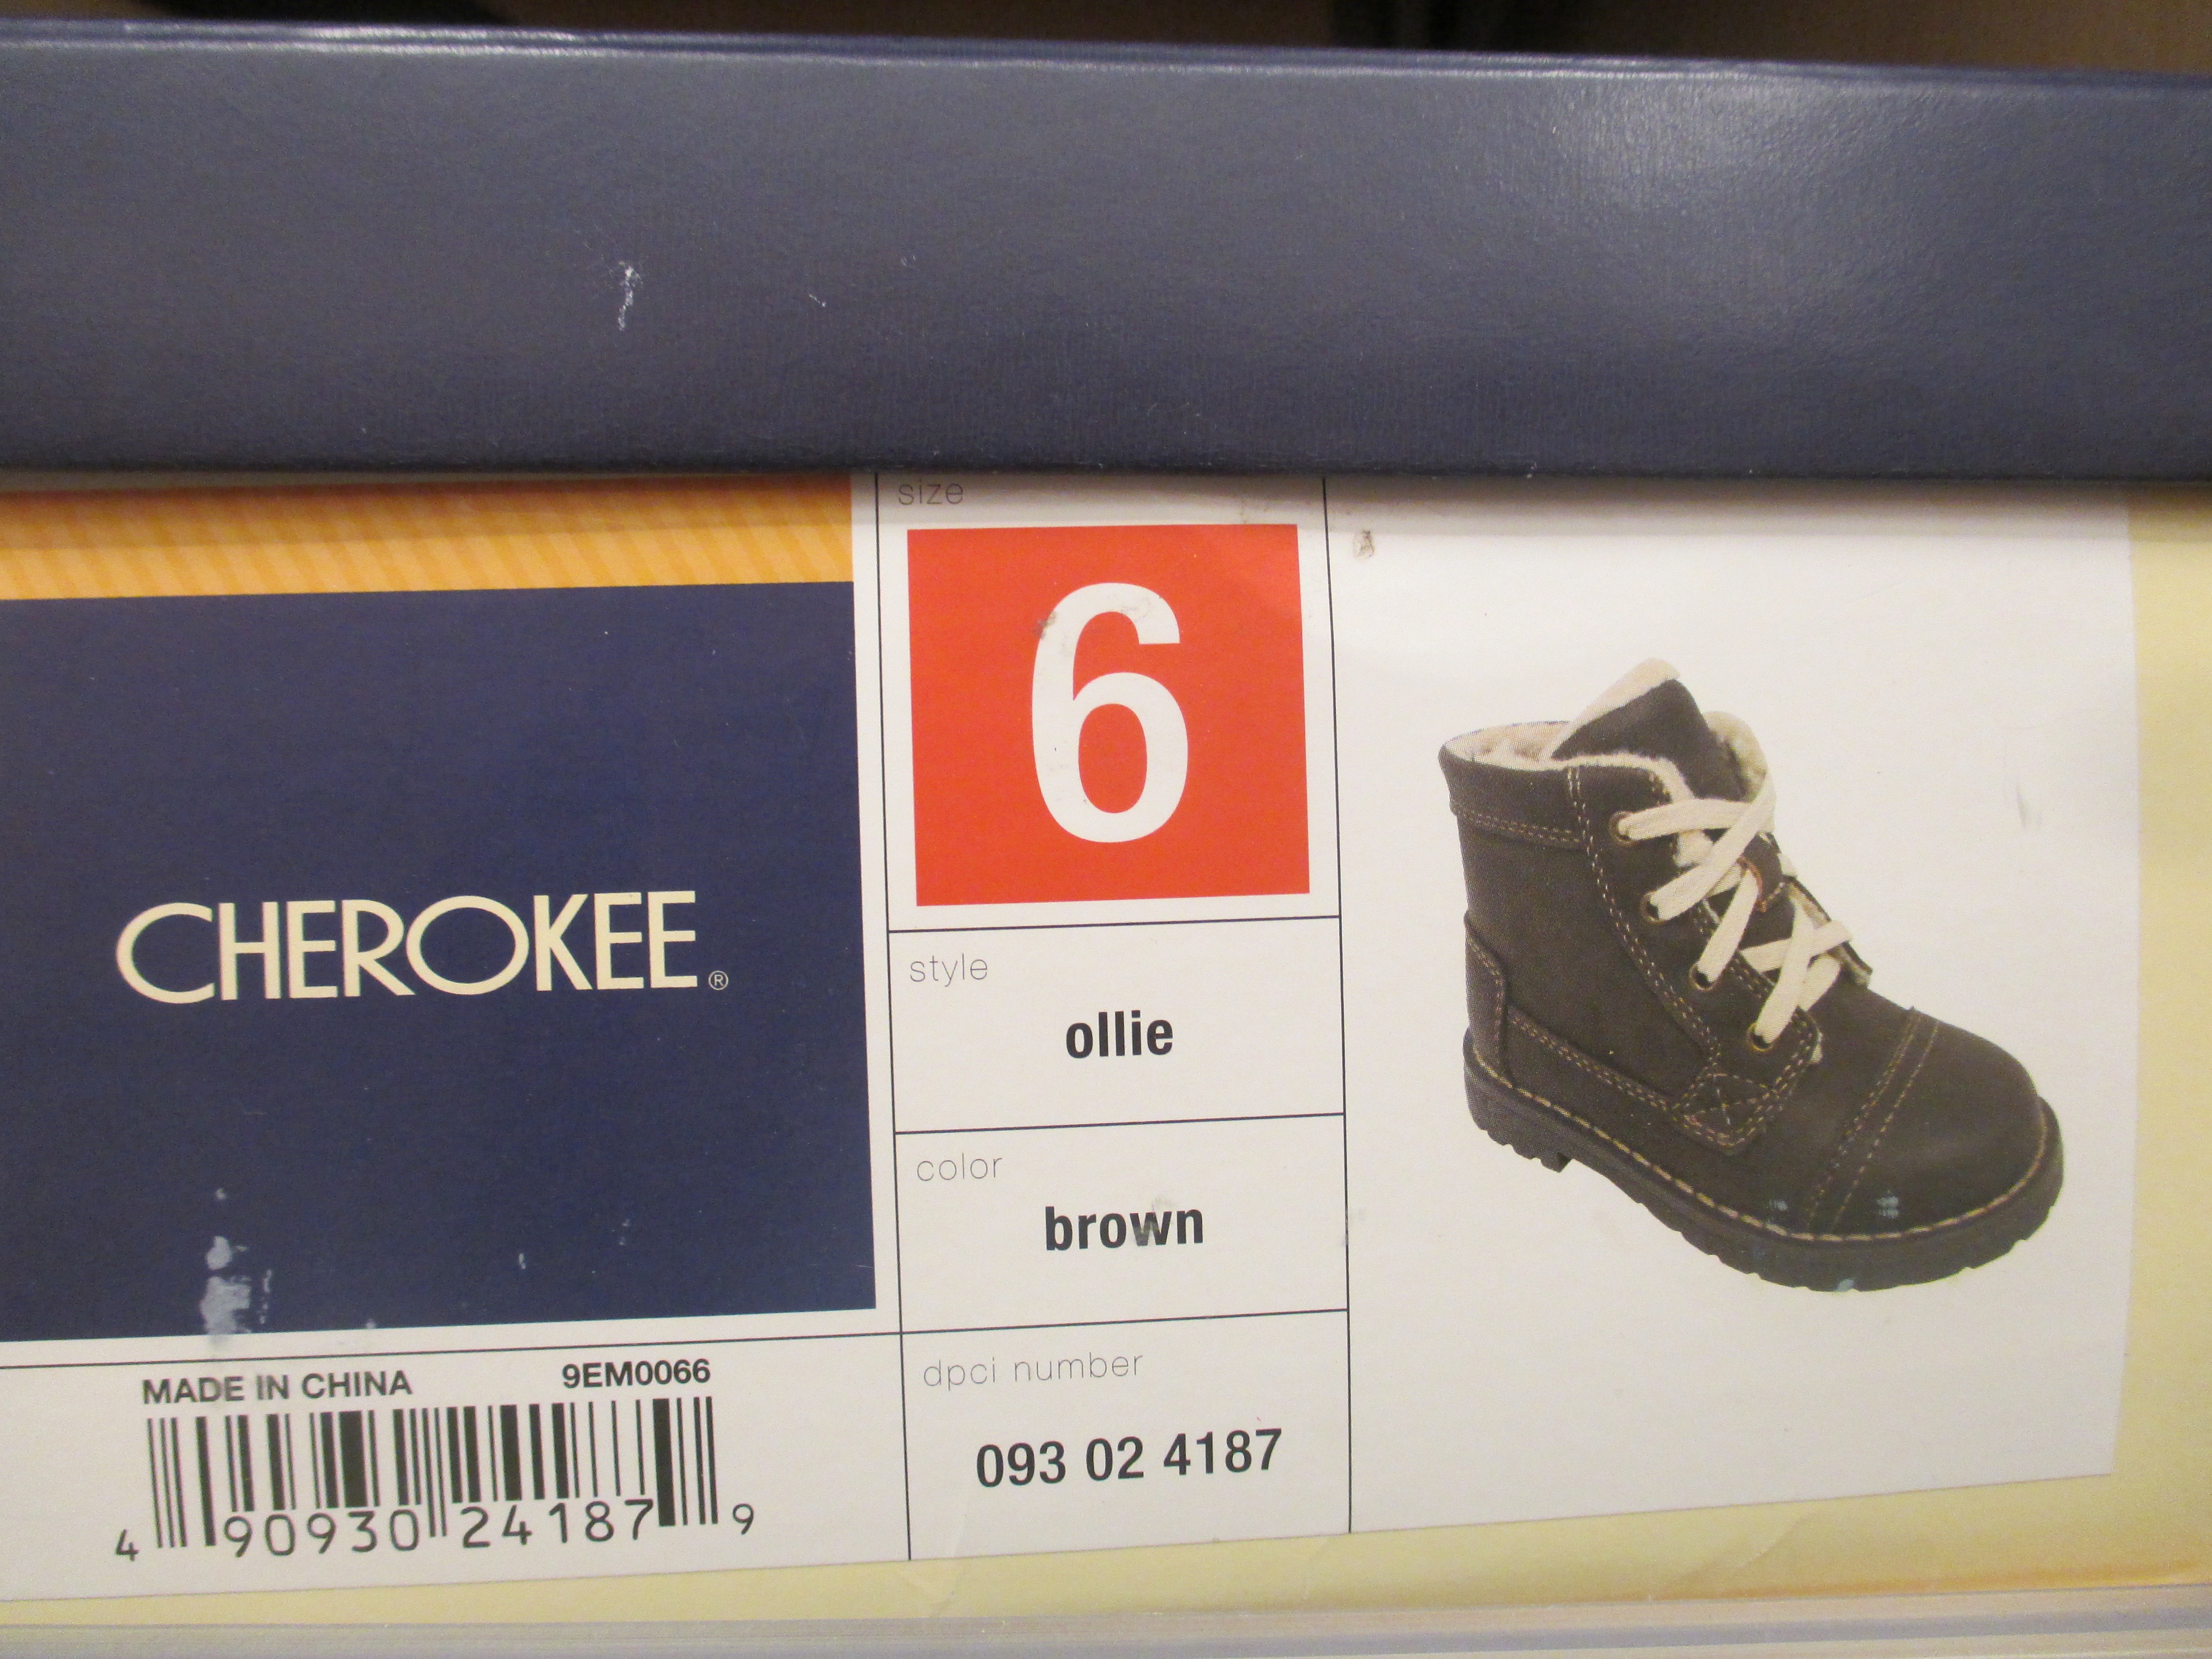 size
6
CHEROKEE®
style
ollie
color
brown
MADE IN CHINA 9EM0066
4 90930 24187 9
dpci number
093 02 4187